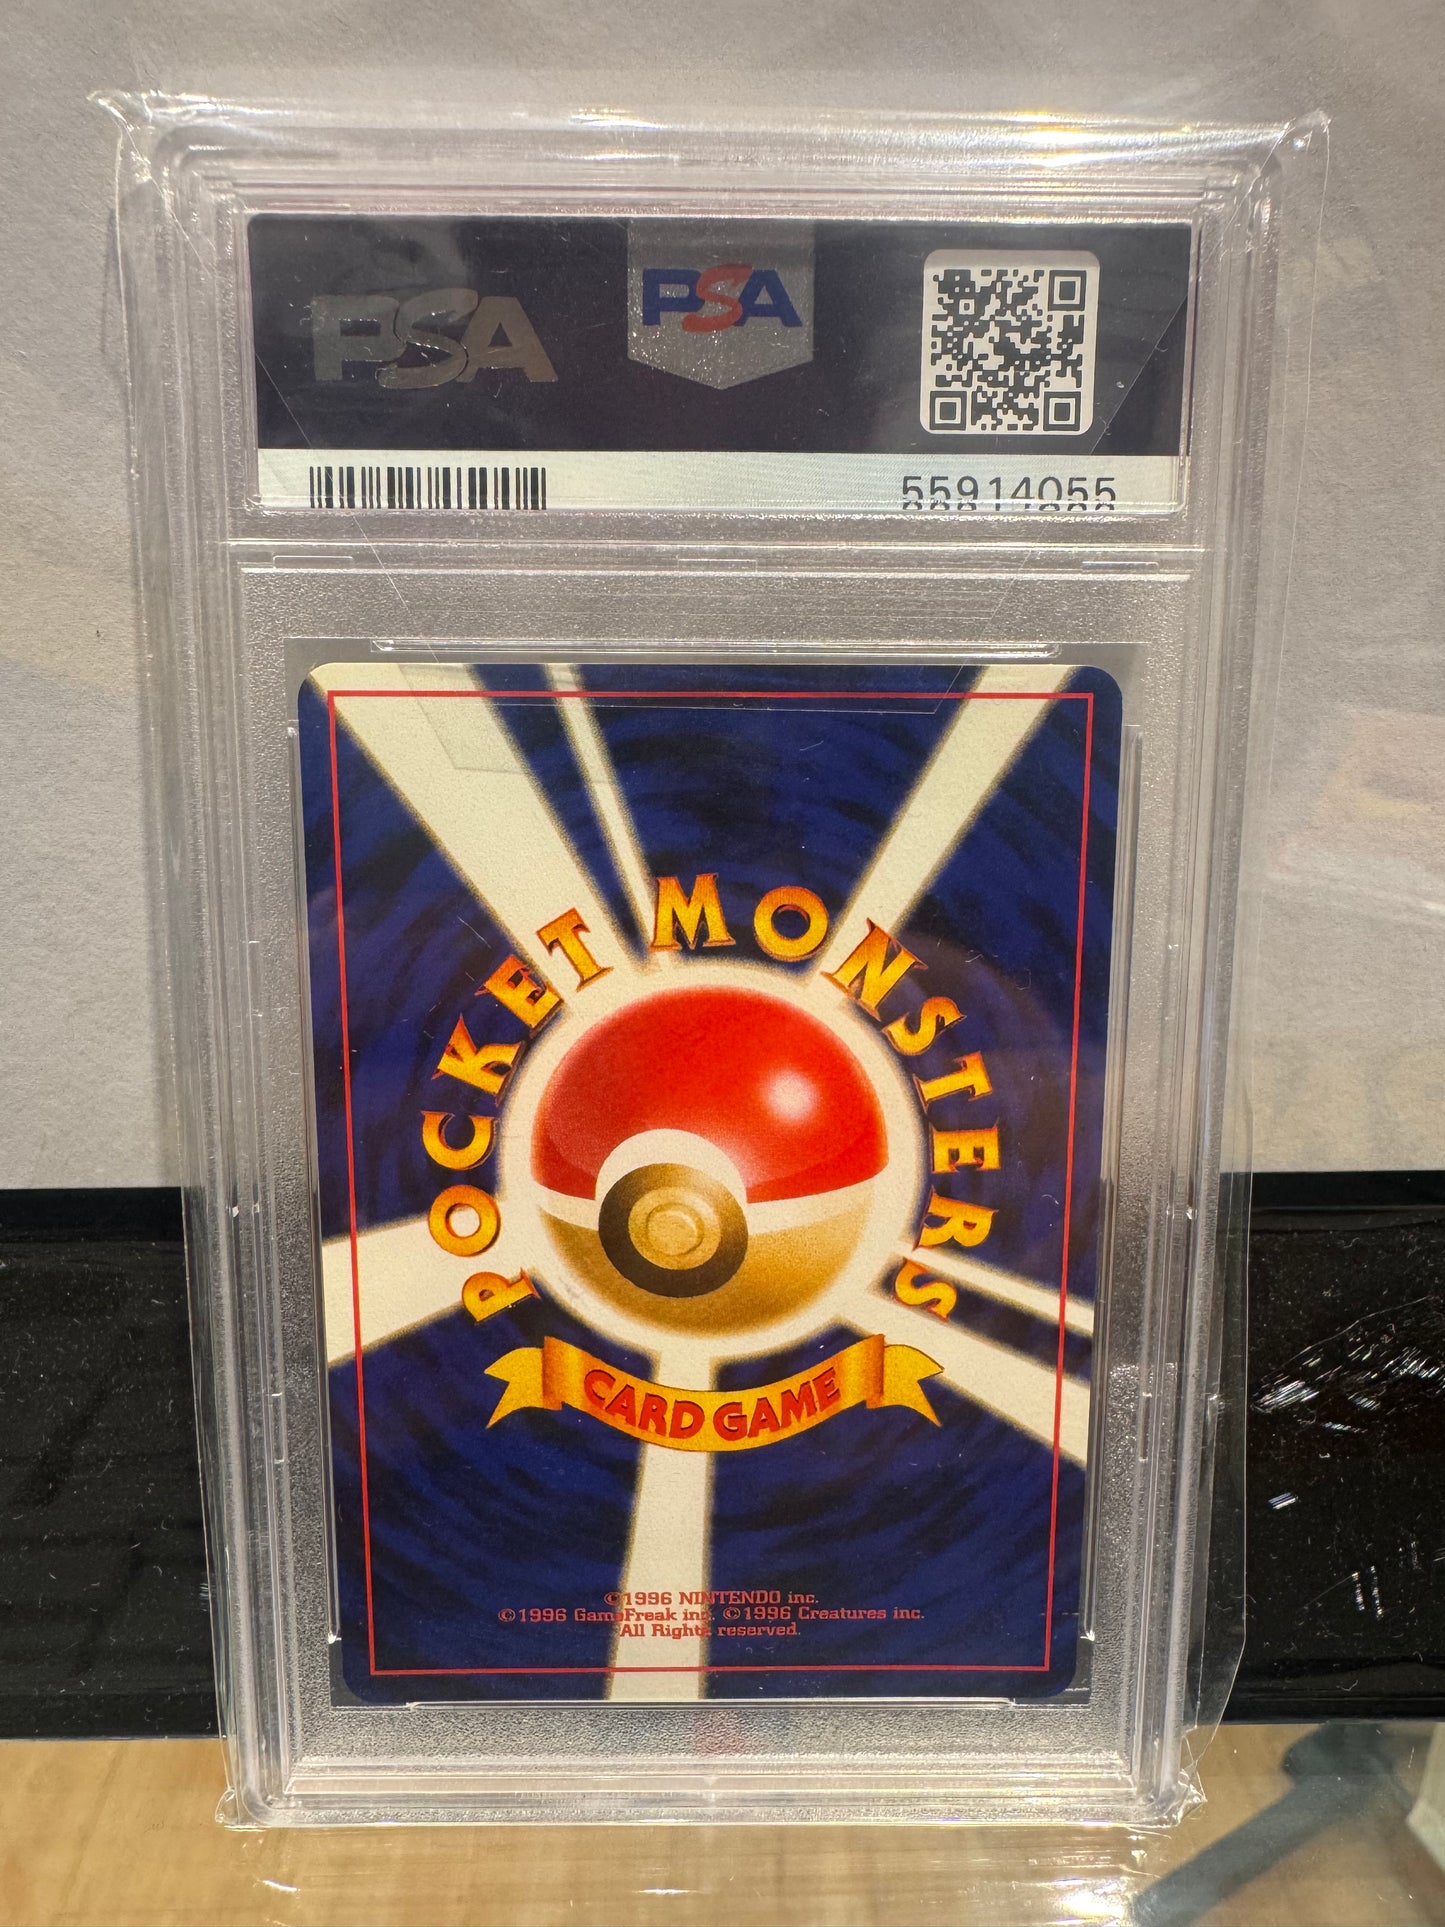 PSA
PSA
55914055
POCKET MONSTERS
CARD GAME
©1996 NINTENDO inc.
©1996 GameFreak inc. ©1996 Creatures inc.
All Rights reserved.